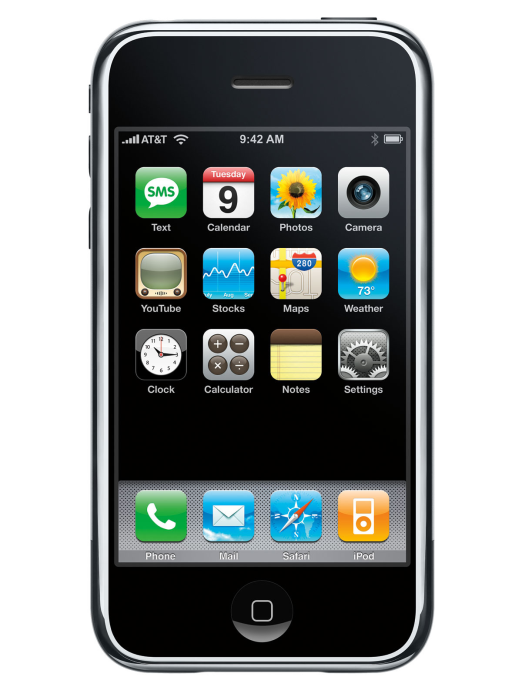 AT&T 9:42 AM
SMS
Tuesday
9
Text Calendar Photos Camera
280
73°
YouTube Stocks Maps Weather
Clock Calculator Notes Settings
Phone Mail Safari iPod